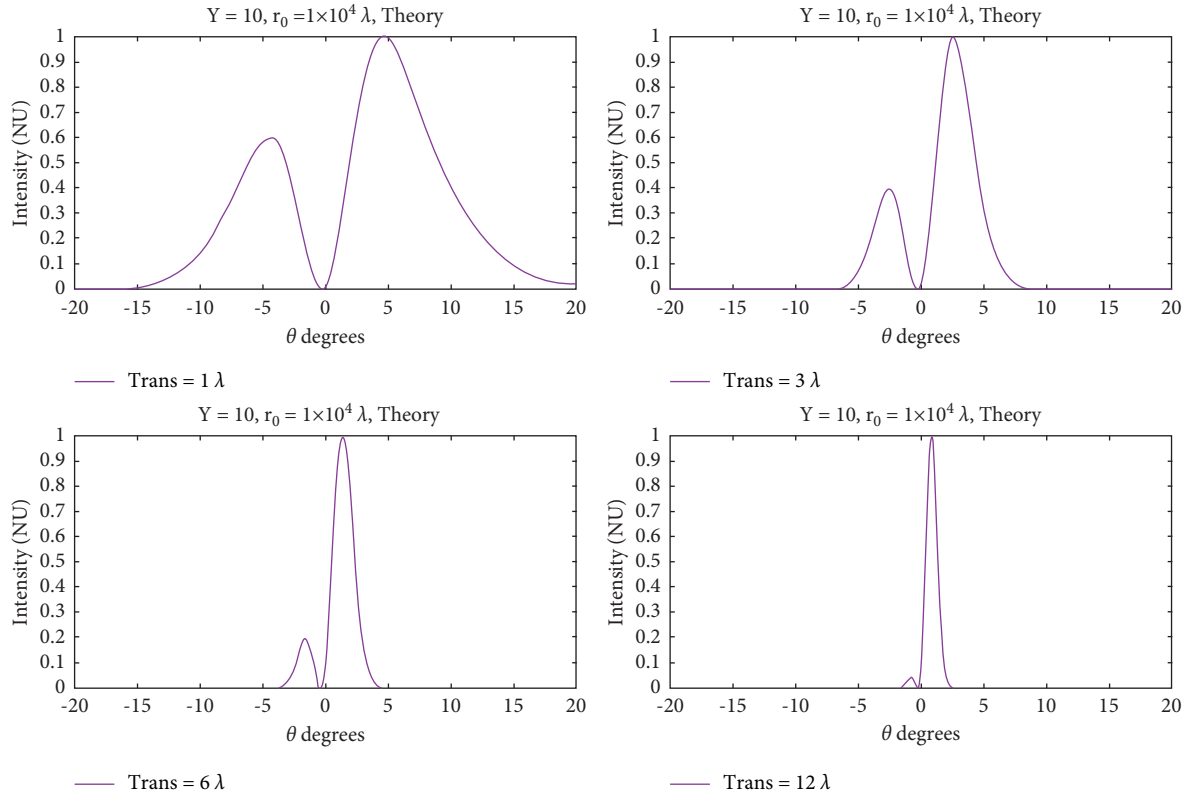 Y = 10, r₀ =1×10⁴ λ, Theory
Intensity (NU)
1
0.9
0.8
0.7
0.6
0.5
0.4
0.3
0.2
0.1
0
-20 -15 -10 -5 0 5 10 15 20
θ degrees
Trans = 1 λ
Y = 10, r₀ = 1×10⁴ λ, Theory
Intensity (NU)
1
0.9
0.8
0.7
0.6
0.5
0.4
0.3
0.2
0.1
0
-20 -15 -10 -5 0 5 10 15 20
θ degrees
Trans = 3 λ
Y = 10, r₀ = 1×10⁴ λ, Theory
Intensity (NU)
1
0.9
0.8
0.7
0.6
0.5
0.4
0.3
0.2
0.1
0
-20 -15 -10 -5 0 5 10 15 20
θ degrees
Trans = 6 λ
Y = 10, r₀ = 1×10⁴ λ, Theory
Intensity (NU)
1
0.9
0.8
0.7
0.6
0.5
0.4
0.3
0.2
0.1
0
-20 -15 -10 -5 0 5 10 15 20
θ degrees
Trans = 12 λ